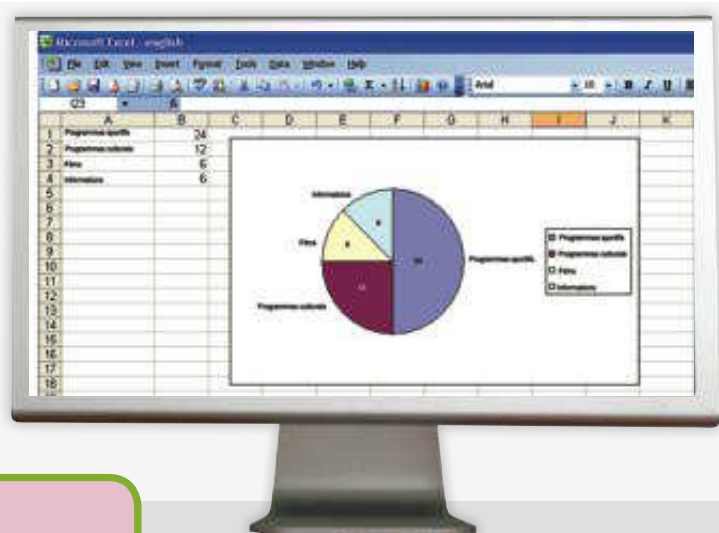 Microsoft Excel - english
File Edit View Insert Format Tools Data Window Help
Arial 10 B I U
I23
A B C D E F G H I J K
1 Programmes sportifs 24
2 Programmes culturels 12
3 Films 6
4 Informations 6
5
6
7
8
9
10
11
12
13
14
15
16
17
18
Informations
6
Films
6
24
Programmes sportifs
12
Programmes culturels
Programmes sportifs
Programmes culturels
Films
Informations